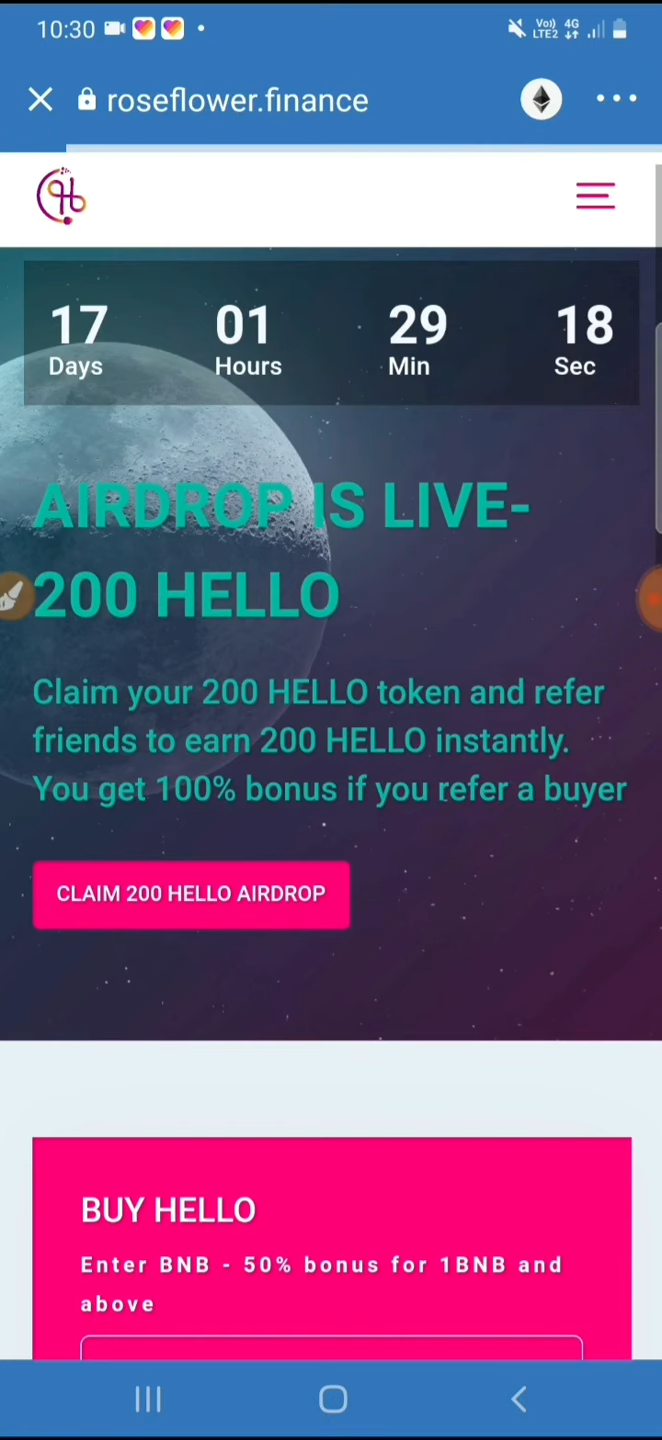 10:30
Vo)) 4G
LTE2
roseflower.finance
17 01 29 18
Days Hours Min Sec
AIRDROP IS LIVE-
200 HELLO
Claim your 200 HELLO token and refer
friends to earn 200 HELLO instantly.
You get 100% bonus if you refer a buyer
CLAIM 200 HELLO AIRDROP
BUY HELLO
Enter BNB - 50% bonus for 1BNB and
above